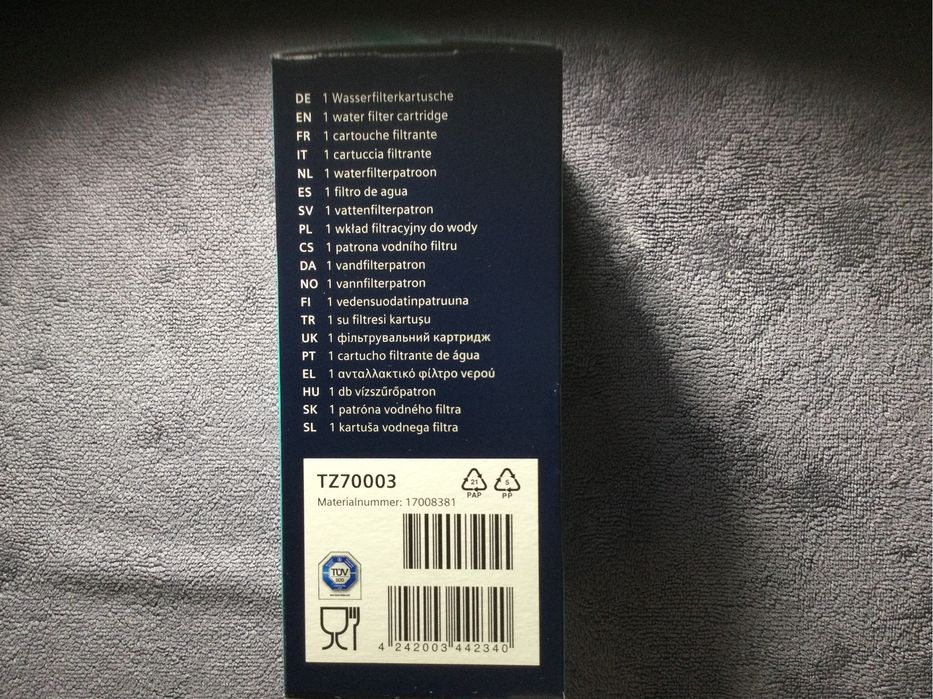 DE 1 Wasserfilterkartusche
EN 1 water filter cartridge
FR 1 cartouche filtrante
IT 1 cartuccia filtrante
NL 1 waterfilterpatroon
ES 1 filtro de agua
SV 1 vattenfilterpatron
PL 1 wkład filtracyjny do wody
CS 1 patrona vodního filtru
DA 1 vandfilterpatron
NO 1 vannfilterpatron
FI 1 vedensuodatinpatruuna
TR 1 su filtresi kartuşu
UK 1 фільтрувальний картридж
PT 1 cartucho filtrante de água
EL 1 ανταλλακτικό φίλτρο νερού
HU 1 db vízszűrőpatron
SK 1 patróna vodného filtra
SL 1 kartuša vodnega filtra
TZ70003
Materialnummer: 17008381
21
PAP
5
PP
TÜV
SÜD
4 242003 442340